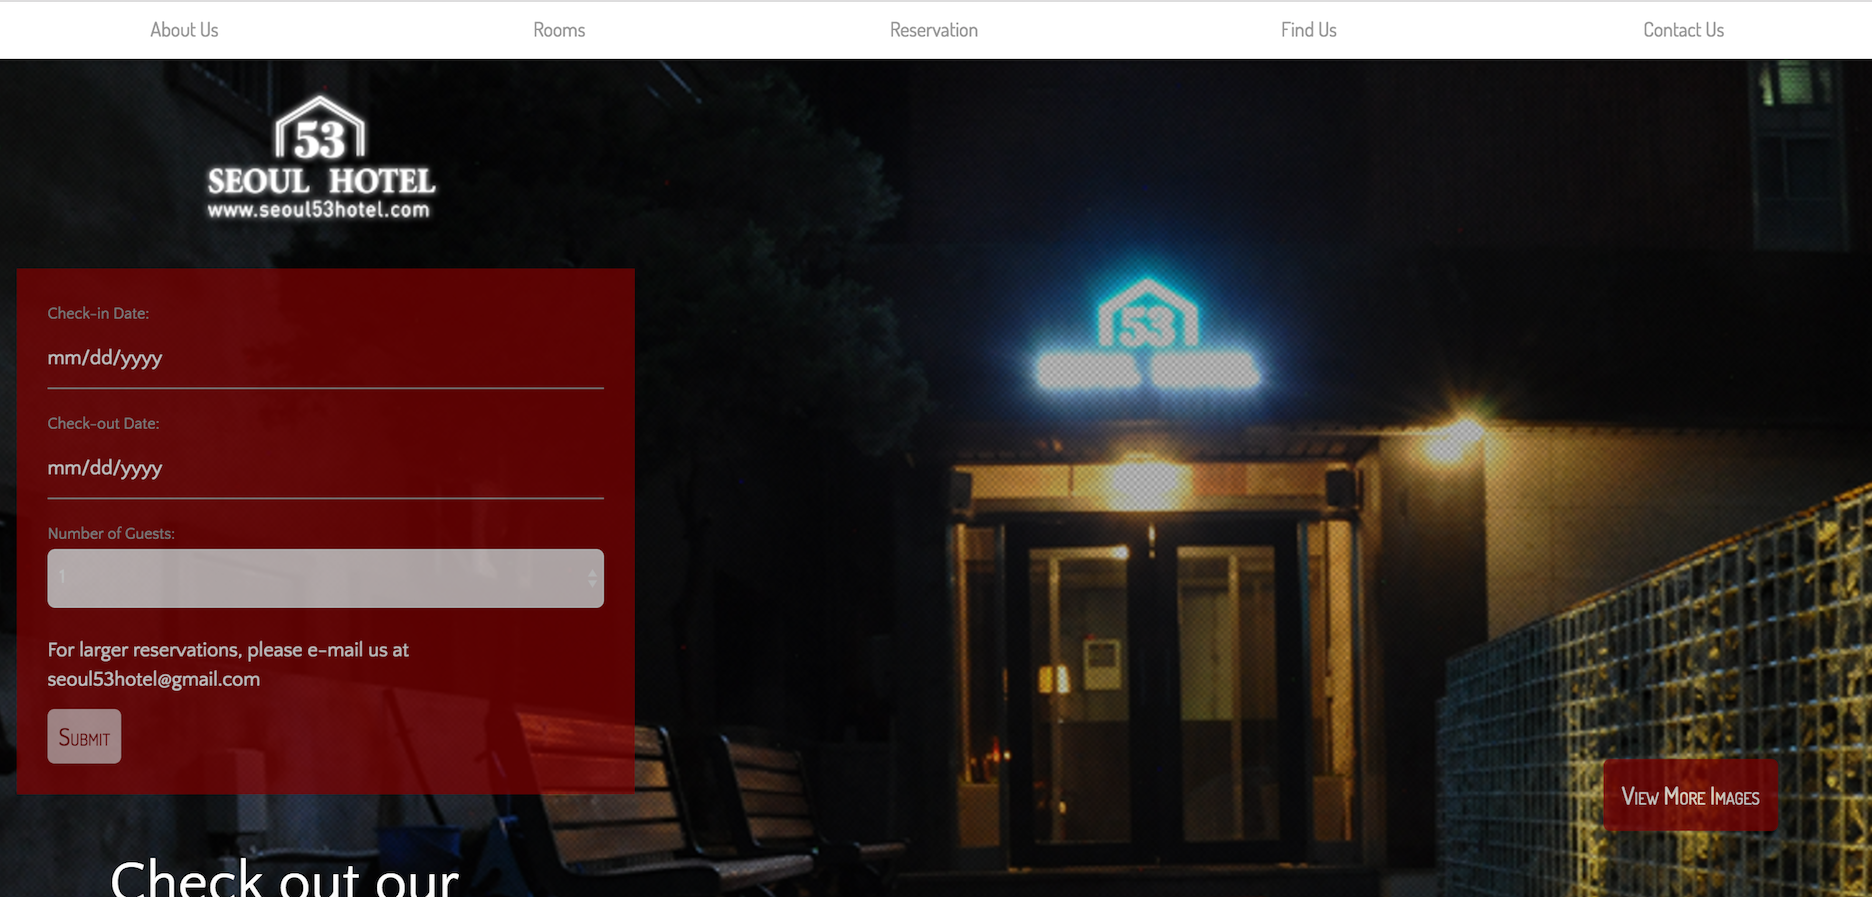 About Us
Rooms
Reservation
Find Us
Contact Us
53
SEOUL HOTEL
www.seoul53hotel.com
53
Check-in Date:
mm/dd/yyyy
Check-out Date:
mm/dd/yyyy
Number of Guests:
1
For larger reservations, please e-mail us at
seoul53hotel@gmail.com
Submit
View More Images
Check out our